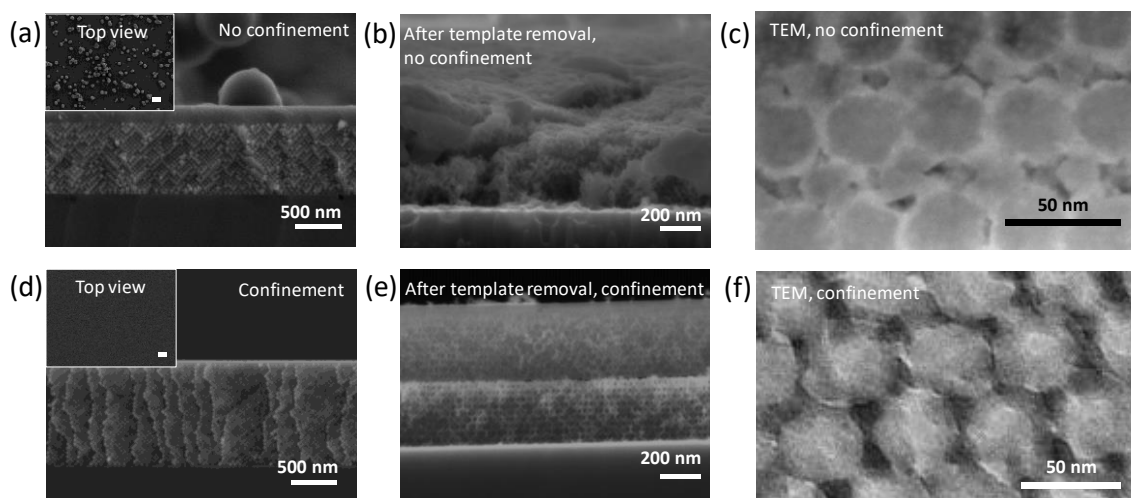 (a)
Top view
No confinement
500 nm
(b)
After template removal,
no confinement
200 nm
(c)
TEM, no confinement
50 nm
(d)
Top view
Confinement
500 nm
(e)
After template removal, confinement
200 nm
(f)
TEM, confinement
50 nm